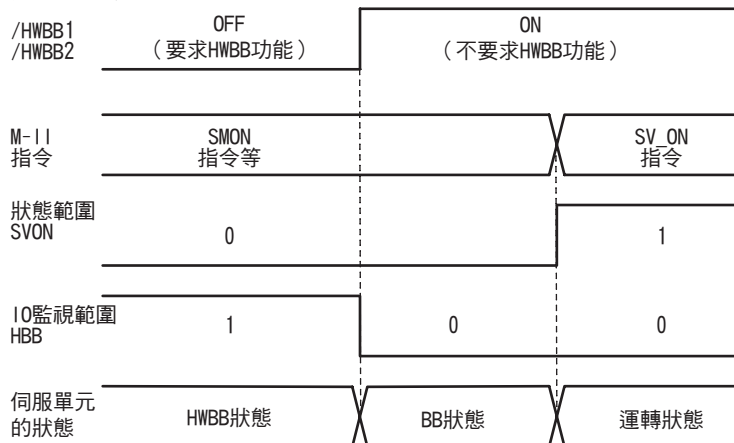 /HWBB1
/HWBB2
OFF
（要求HWBB功能）
ON
（不要求HWBB功能）
M-II
指令
SMON
指令等
SV_ON
指令
狀態範圍
SVON
0
1
IO監視範圍
HBB
1
0
0
伺服單元
的狀態
HWBB狀態
BB狀態
運轉狀態